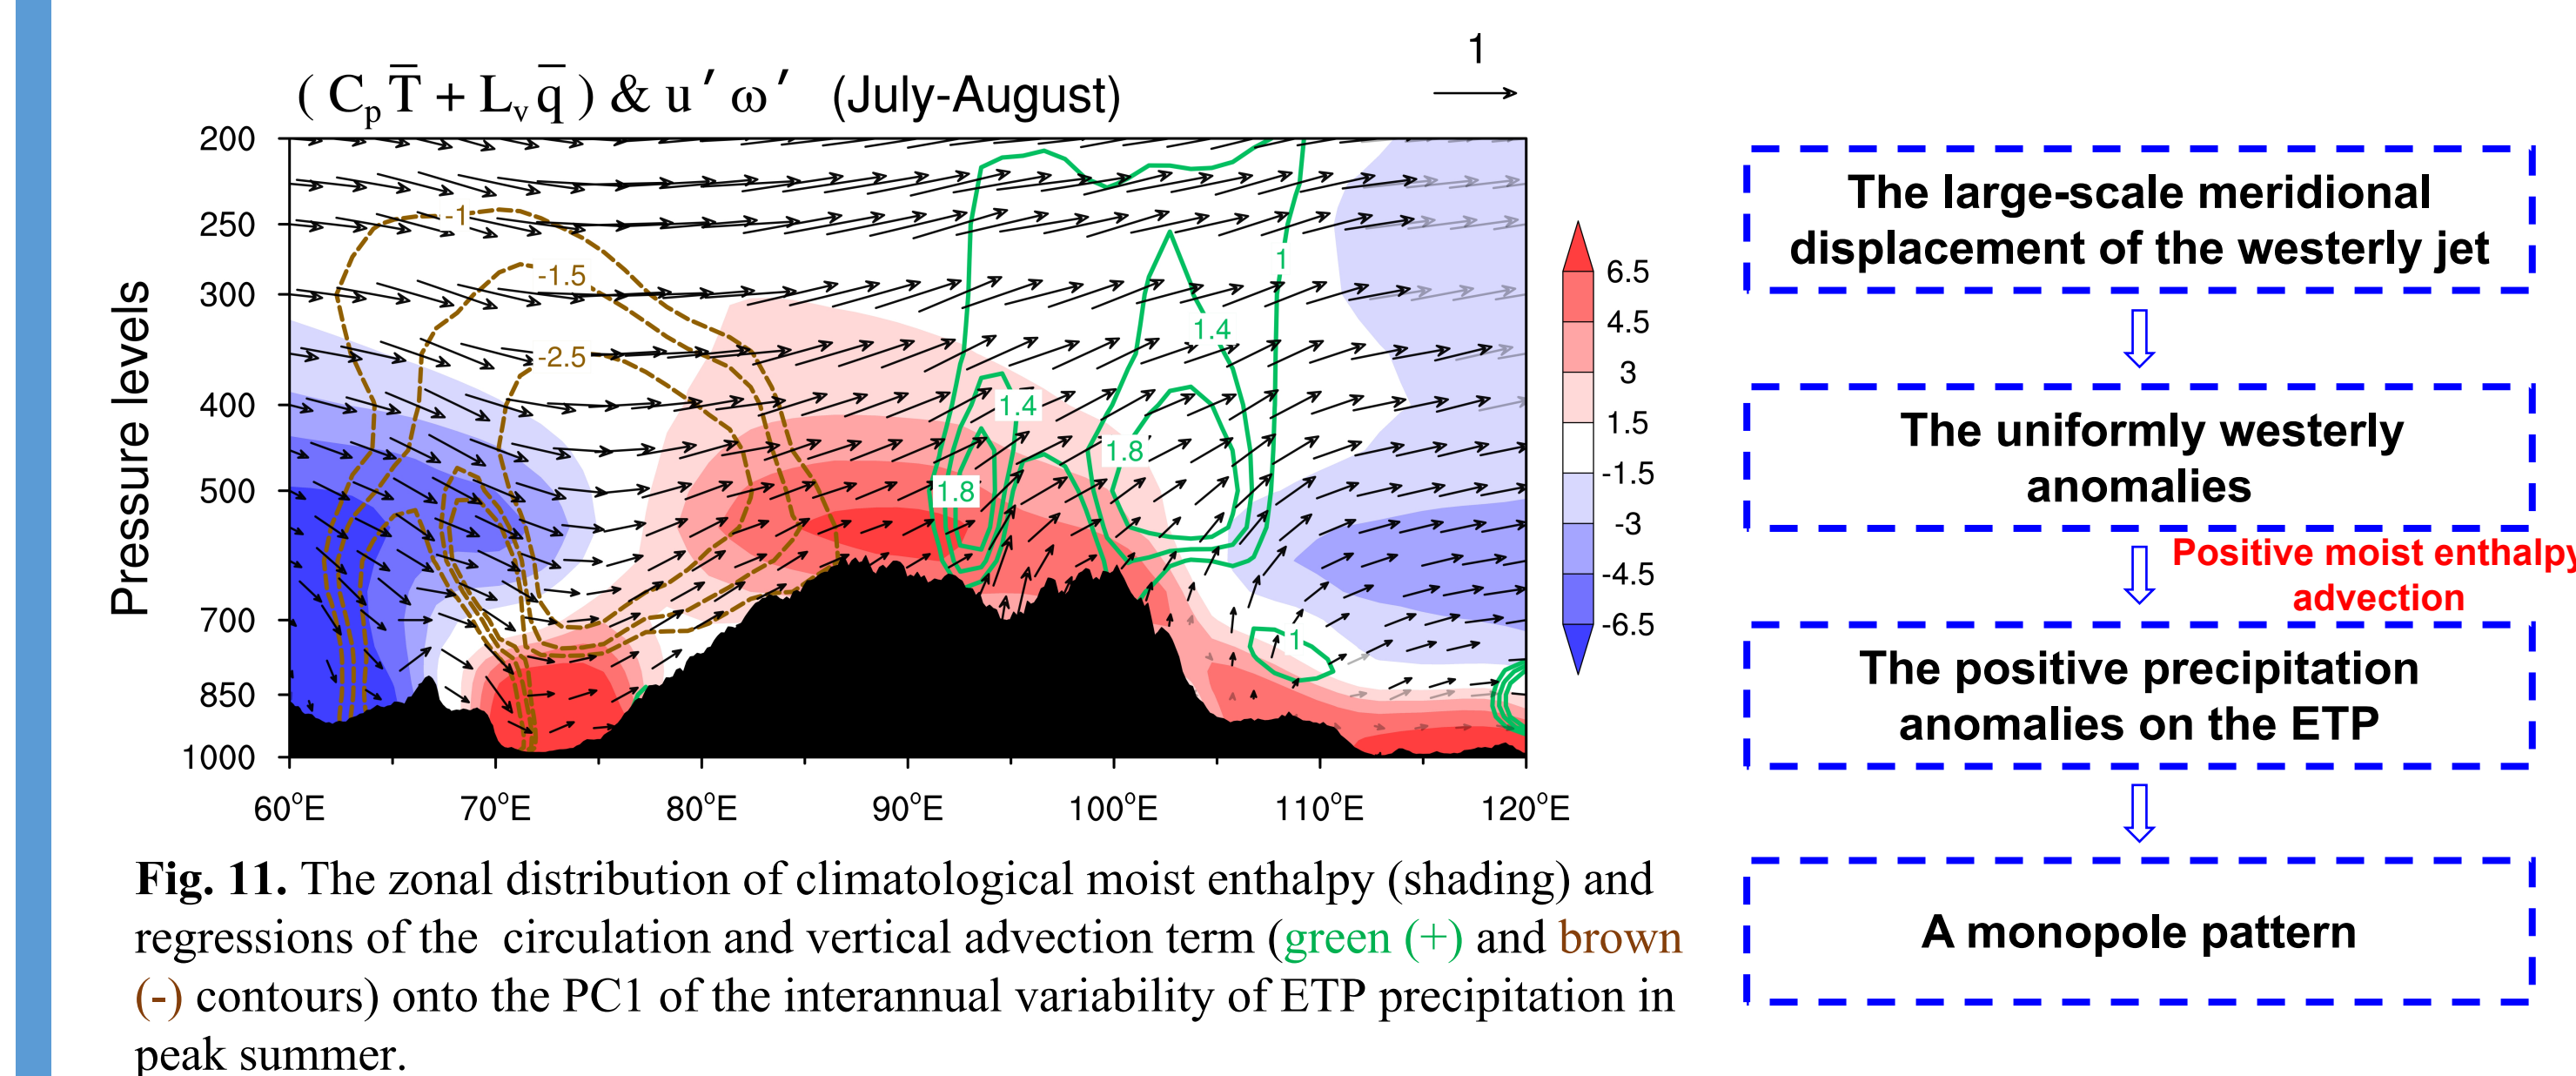 1
( C_p T̅ + L_v q̅ ) & u′ ω′ (July-August)
Pressure levels
200
250
300
400
500
700
850
1000
60°E 70°E 80°E 90°E 100°E 110°E 120°E
-1
-1.5
-2.5
1
1.4
1.4
1.8
1.8
1
6.5
4.5
3
1.5
-1.5
-3
-4.5
-6.5
Fig. 11. The zonal distribution of climatological moist enthalpy (shading) and
regressions of the circulation and vertical advection term (green (+) and brown
(-) contours) onto the PC1 of the interannual variability of ETP precipitation in
peak summer.
The large-scale meridional
displacement of the westerly jet
The uniformly westerly
anomalies
Positive moist enthalpy
advection
The positive precipitation
anomalies on the ETP
A monopole pattern